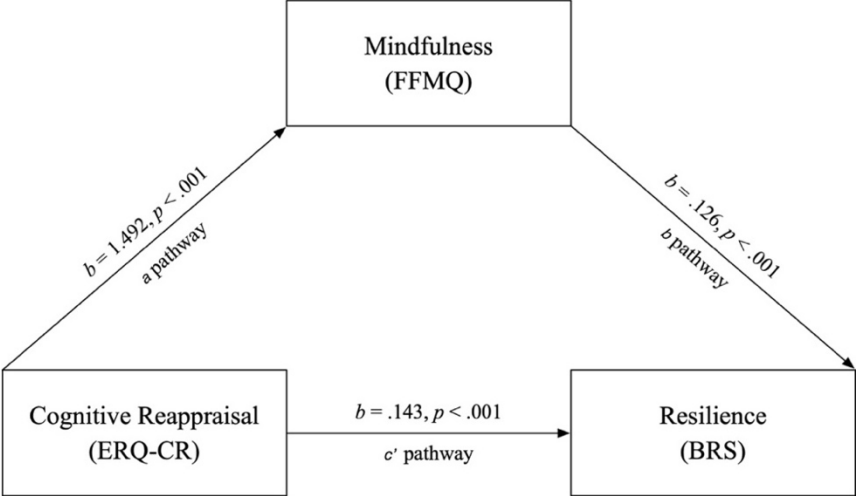 Mindfulness
(FFMQ)
b = 1.492, p < .001
a pathway
b = .126, p < .001
b pathway
Cognitive Reappraisal
(ERQ-CR)
b = .143, p < .001
c' pathway
Resilience
(BRS)